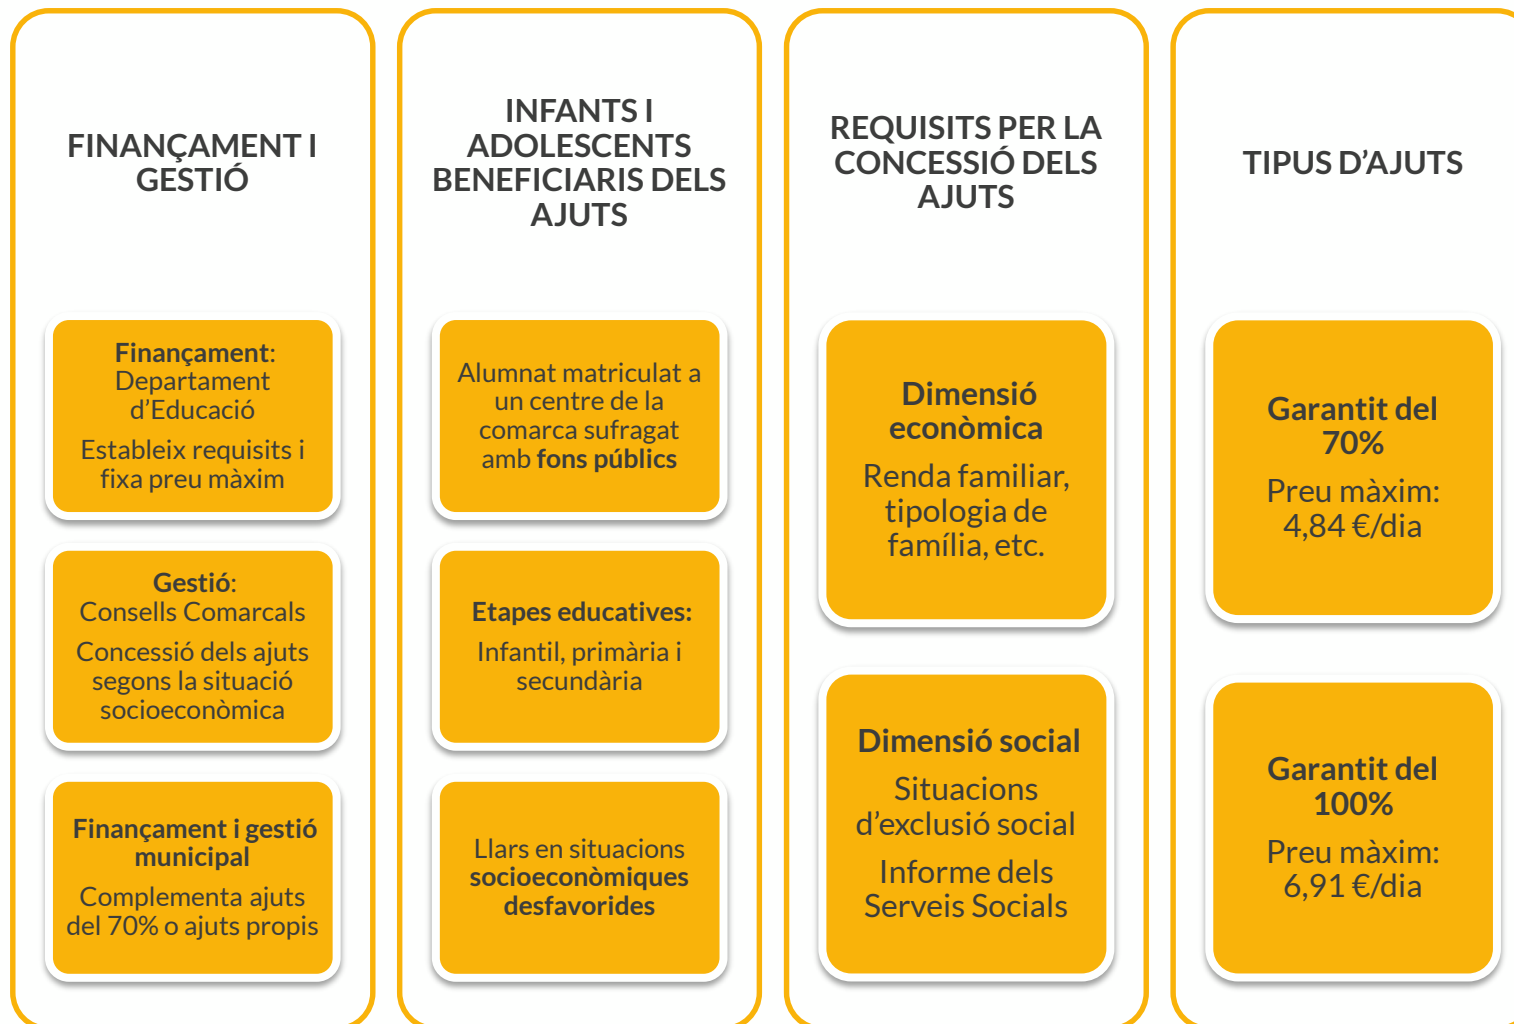 FINANÇAMENT I
GESTIÓ
Finançament:
Departament
d’Educació
Estableix requisits i
fixa preu màxim
Gestió:
Consells Comarcals
Concessió dels ajuts
segons la situació
socioeconòmica
Finançament i gestió
municipal
Complementa ajuts
del 70% o ajuts propis
INFANTS I
ADOLESCENTS
BENEFICIARIS DELS
AJUTS
Alumnat matriculat a
un centre de la
comarca sufragat
amb fons públics
Etapes educatives:
Infantil, primària i
secundària
Llars en situacions
socioeconòmiques
desfavorides
REQUISITS PER LA
CONCESSIÓ DELS
AJUTS
Dimensió
econòmica
Renda familiar,
tipologia de
família, etc.
Dimensió social
Situacions
d’exclusió social
Informe dels
Serveis Socials
TIPUS D’AJUTS
Garantit del
70%
Preu màxim:
4,84 €/dia
Garantit del
100%
Preu màxim:
6,91 €/dia